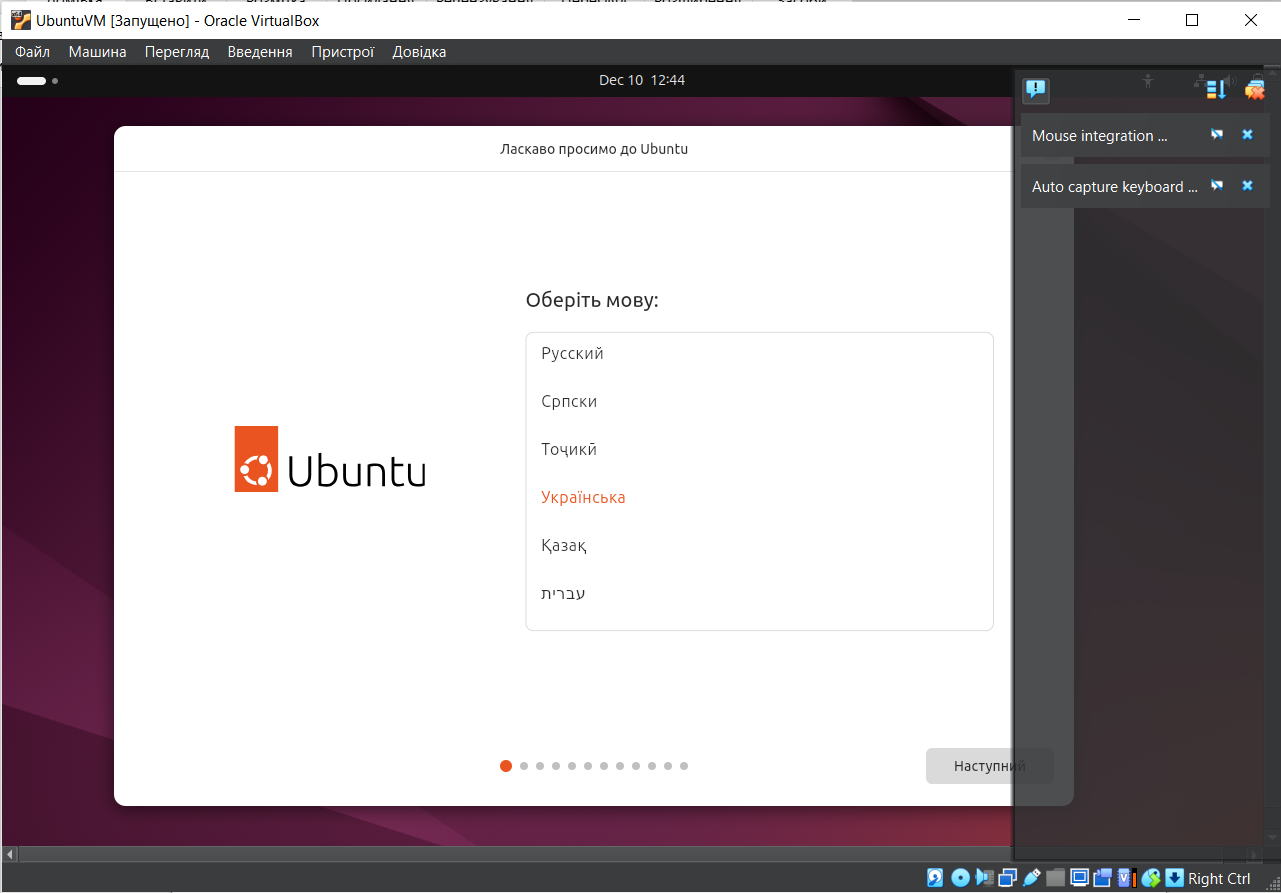 UbuntuVM [Запущено] - Oracle VirtualBox
Файл Машина Перегляд Введення Пристрої Довідка
Dec 10 12:44
Ласкаво просимо до Ubuntu
Mouse integration ...
Auto capture keyboard ...
Оберіть мову:
Русский
Српски
Тоҷикӣ
Українська
Қазақ
עברית
Ubuntu
Наступний
Right Ctrl